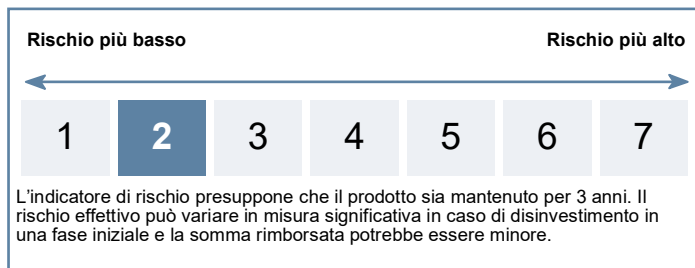 Rischio più basso Rischio più alto
1 2 3 4 5 6 7
L'indicatore di rischio presuppone che il prodotto sia mantenuto per 3 anni. Il
rischio effettivo può variare in misura significativa in caso di disinvestimento in
una fase iniziale e la somma rimborsata potrebbe essere minore.